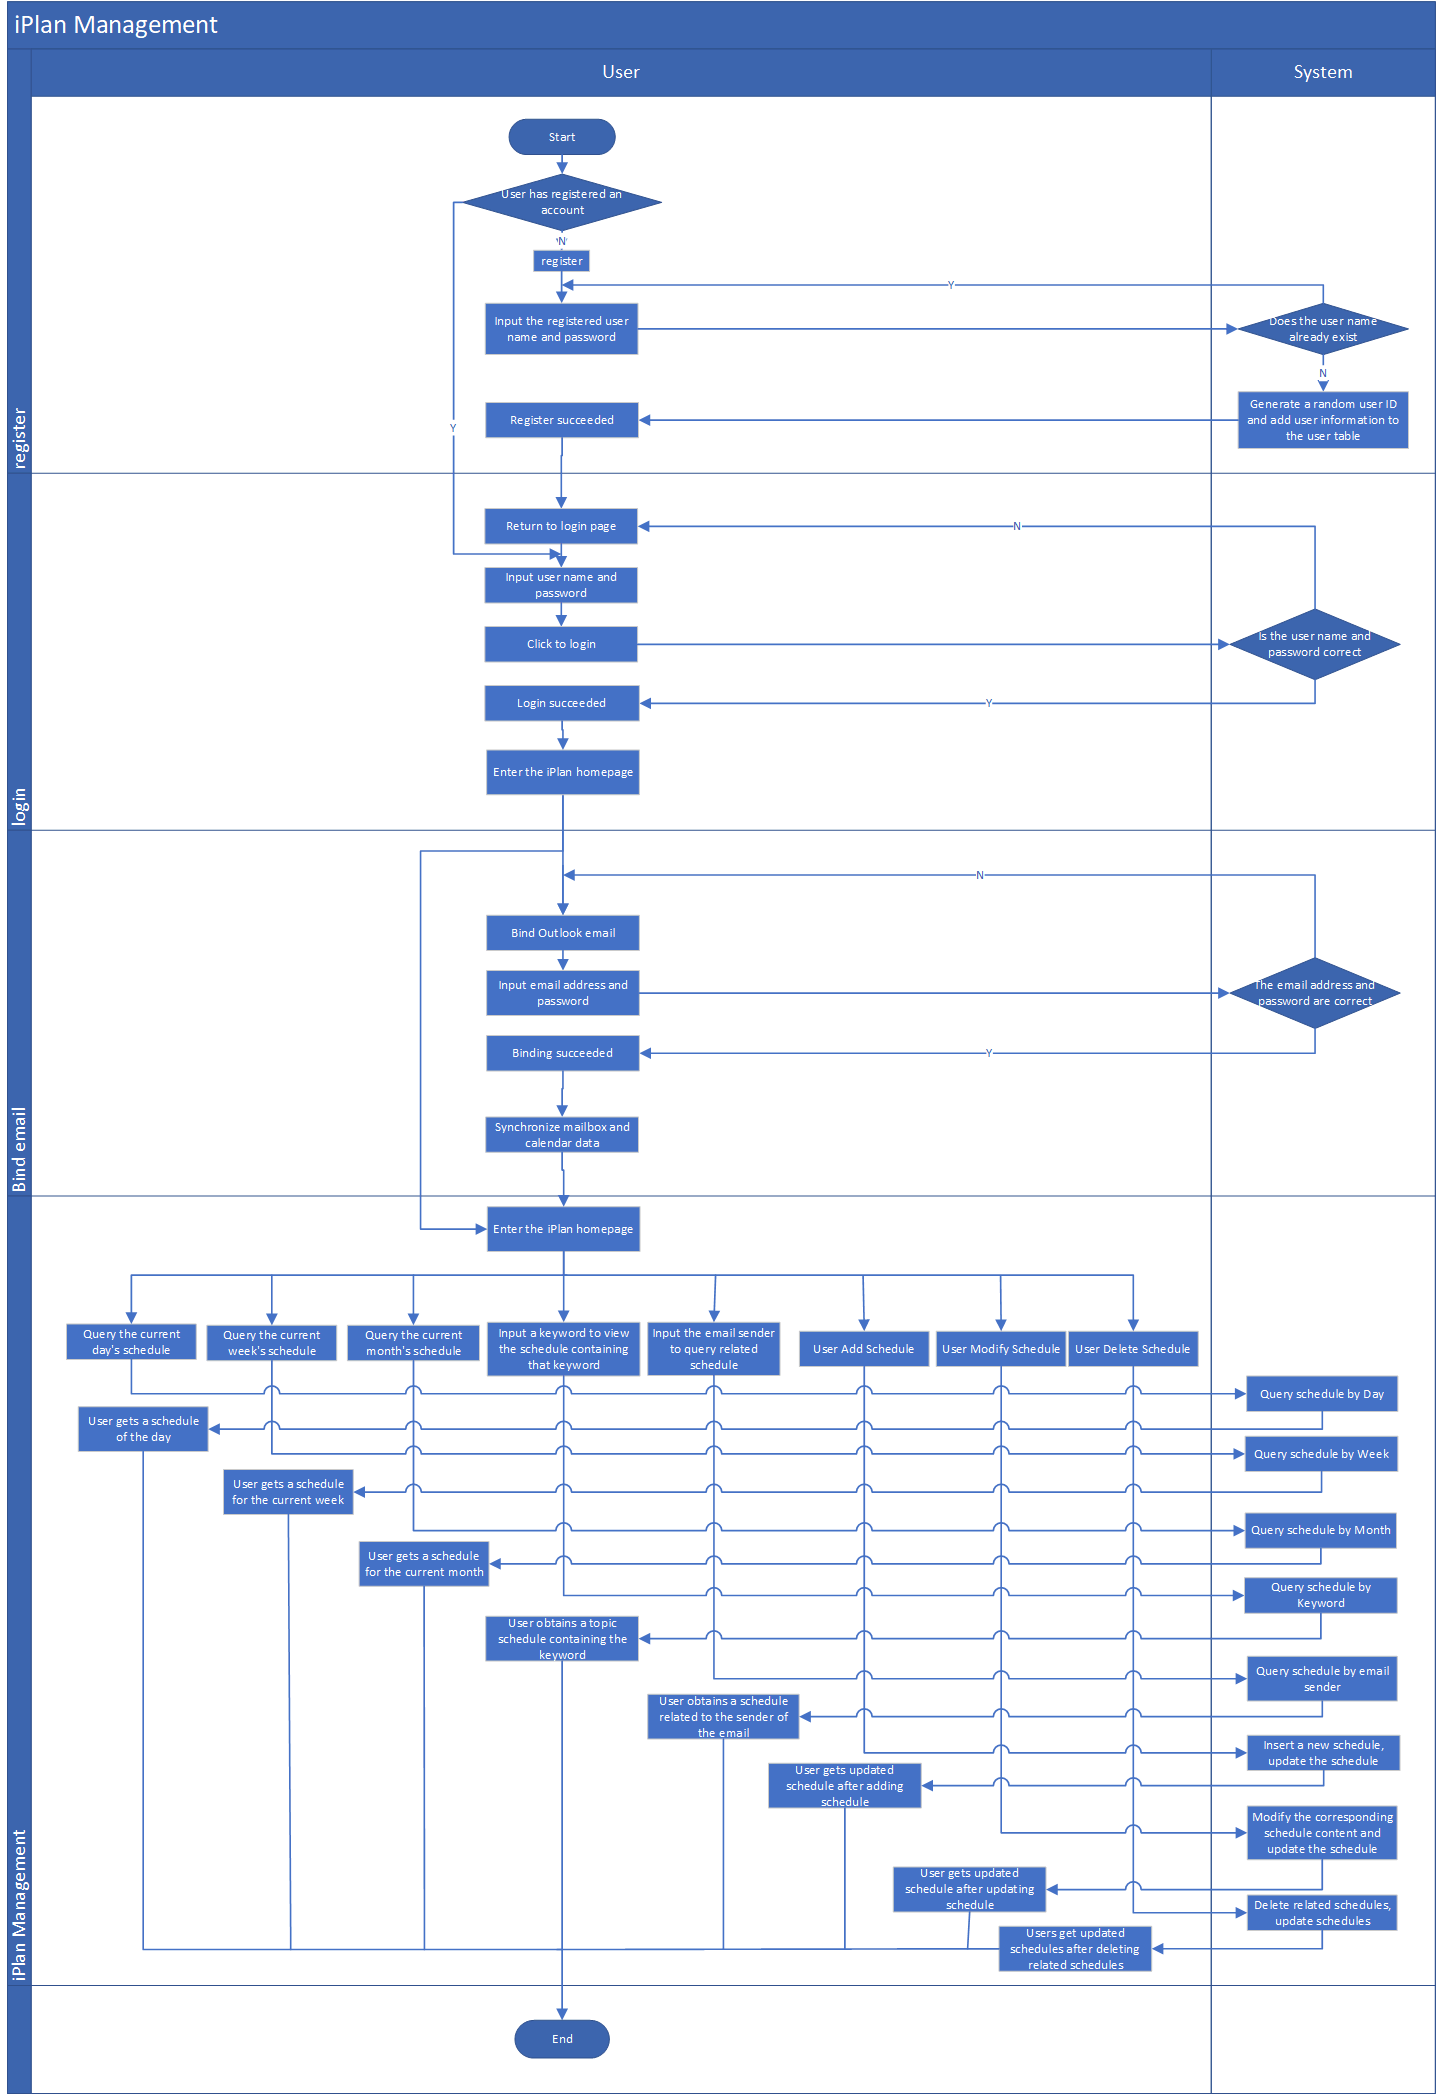 iPlan Management
User
System
register
Start
User has registered an
account
N
register
Y
Input the registered user
name and password
Does the user name
already exist
N
Generate a random user ID
and add user information to
the user table
Register succeeded
Y
login
Return to login page
N
Input user name and
password
Click to login
Is the user name and
password correct
Login succeeded
Y
Enter the iPlan homepage
Bind email
N
Bind Outlook email
Input email address and
password
The email address and
password are correct
Binding succeeded
Y
Synchronize mailbox and
calendar data
iPlan Management
Enter the iPlan homepage
Query the current
day's schedule
Query the current
week's schedule
Query the current
month's schedule
Input a keyword to view
the schedule containing
that keyword
Input the email sender
to query related
schedule
User Add Schedule
User Modify Schedule
User Delete Schedule
Query schedule by Day
User gets a schedule
of the day
Query schedule by Week
User gets a schedule
for the current week
Query schedule by Month
User gets a schedule
for the current month
Query schedule by
Keyword
User obtains a topic
schedule containing the
keyword
Query schedule by email
sender
User obtains a schedule
related to the sender of
the email
Insert a new schedule,
update the schedule
User gets updated
schedule after adding
schedule
Modify the corresponding
schedule content and
update the schedule
User gets updated
schedule after updating
schedule
Delete related schedules,
update schedules
Users get updated
schedules after deleting
related schedules
End